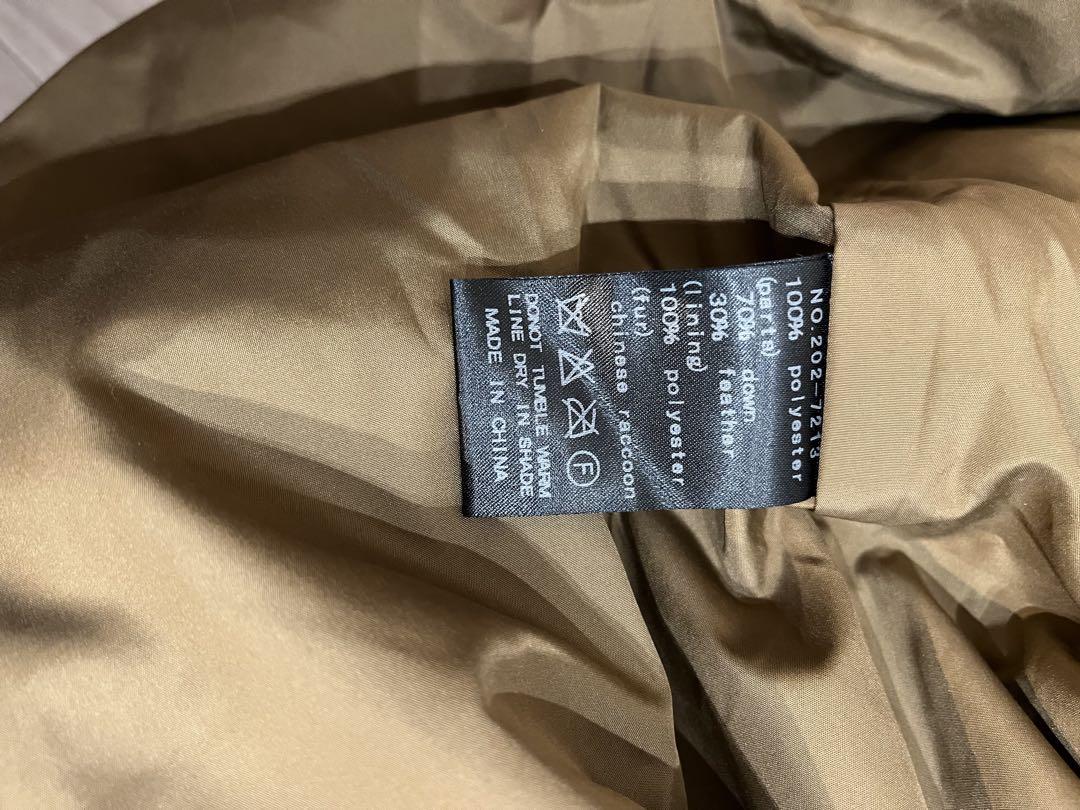 NO.202-7213
100% polyester
(parts)
70% down
30% feather
(lining)
100% polyester
(fur)
chinese raccoon
F
DONOT TUMBLE WARM
LINE DRY IN SHADE
MADE IN CHINA